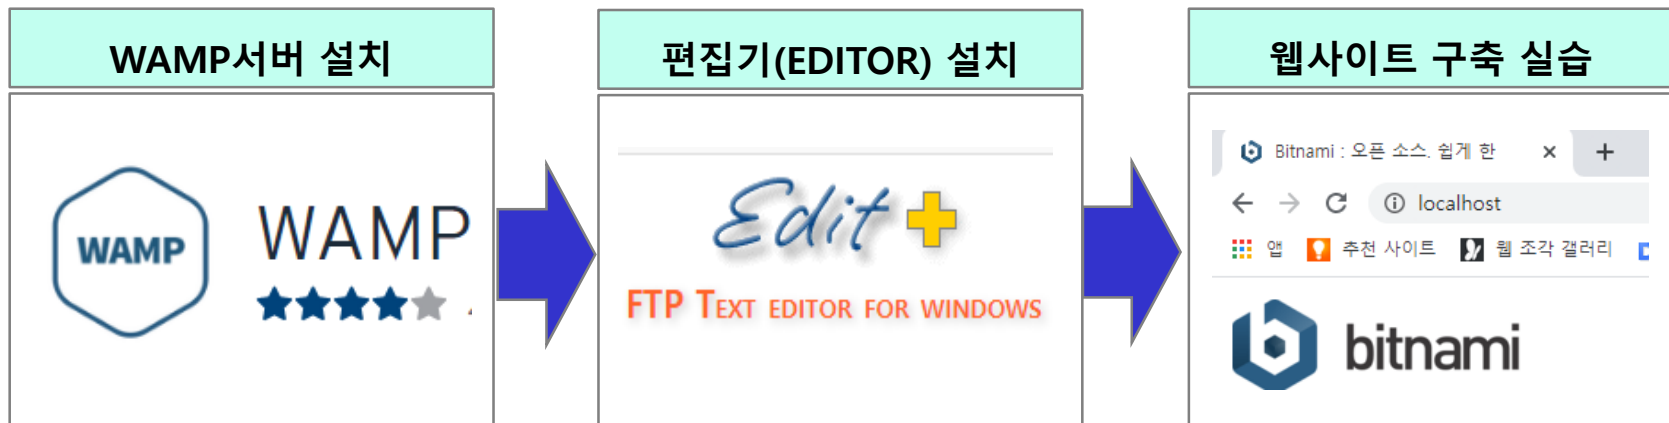 WAMP서버 설치
편집기(EDITOR) 설치
웹사이트 구축 실습
WAMP
WAMP
Edit+
FTP TEXT EDITOR FOR WINDOWS
Bitnami : 오픈 소스. 쉽게 한
localhost
앱 추천 사이트 웹 조각 갤러리
bitnami